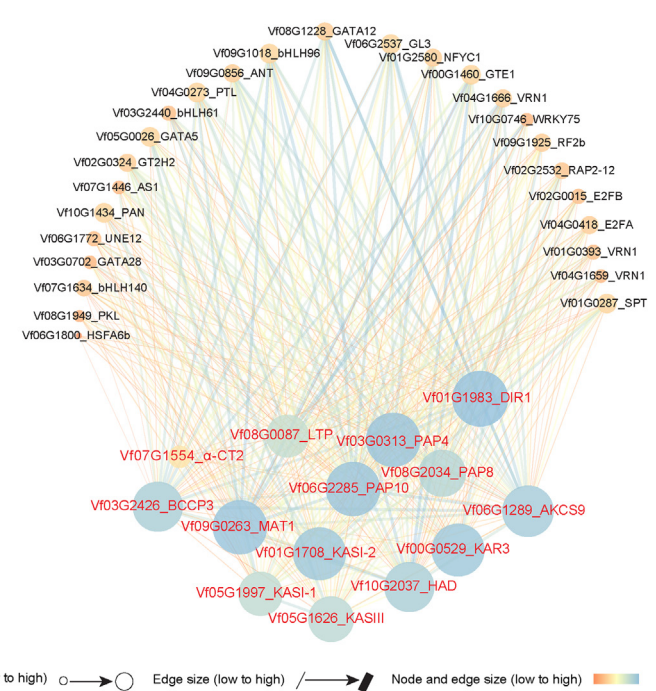 Vf08G1228_GATA12
Vf06G2537_GL3
Vf09G1018_bHLH96
Vf01G2580_NFYC1
Vf09G0856_ANT
Vf00G1460_GTE1
Vf04G0273_PTL
Vf04G1666_VRN1
Vf03G2440_bHLH61
Vf10G0746_WRKY75
Vf05G0026_GATA5
Vf09G1925_RF2b
Vf02G0324_GT2H2
Vf02G2532_RAP2-12
Vf07G1446_AS1
Vf02G0015_E2FB
Vf10G1434_PAN
Vf04G0418_E2FA
Vf06G1772_UNE12
Vf01G0393_VRN1
Vf03G0702_GATA28
Vf04G1659_VRN1
Vf07G1634_bHLH140
Vf01G0287_SPT
Vf08G1949_PKL
Vf06G1800_HSFA6b
Vf01G1983_DIR1
Vf08G0087_LTP
Vf03G0313_PAP4
Vf07G1554_α-CT2
Vf08G2034_PAP8
Vf06G2285_PAP10
Vf03G2426_BCCP3
Vf06G1289_AKCS9
Vf09G0263_MAT1
Vf01G1708_KASI-2
Vf00G0529_KAR3
Vf10G2037_HAD
Vf05G1997_KASI-1
Vf05G1626_KASIII
to high) Edge size (low to high) Node and edge size (low to high)